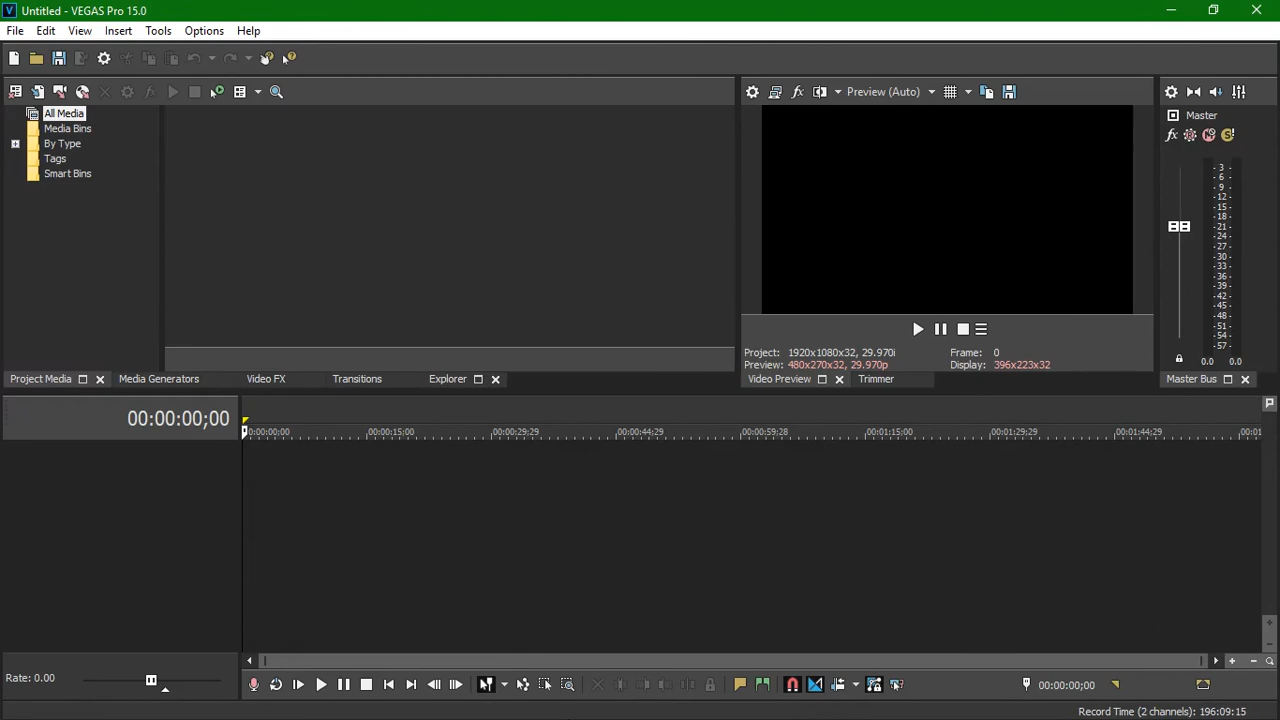 Untitled - VEGAS Pro 15.0
File Edit View Insert Tools Options Help
Preview (Auto)
All Media
Media Bins
By Type
Tags
Smart Bins
Master
3
6
9
-12-
-15-
-18-
-21-
-24-
-27-
-30-
-33-
-36-
-39-
-42-
-45-
-48-
-51-
-54-
-57-
0.0 0.0
Project: 1920x1080x32, 29.970i Frame: 0
Preview: 480x270x32, 29.970p Display: 396x223x32
Project Media Media Generators Video FX Transitions Explorer Video Preview Trimmer Master Bus
00:00:00;00
0:00:00:00 00:00:15:00 00:00:29;29 00:00:44;29 00:00:59;28 00:01:15:00 00:01:29;29 00:01:44;29 00:01
Rate: 0.00
00:00:00;00
Record Time (2 channels): 196:09:15